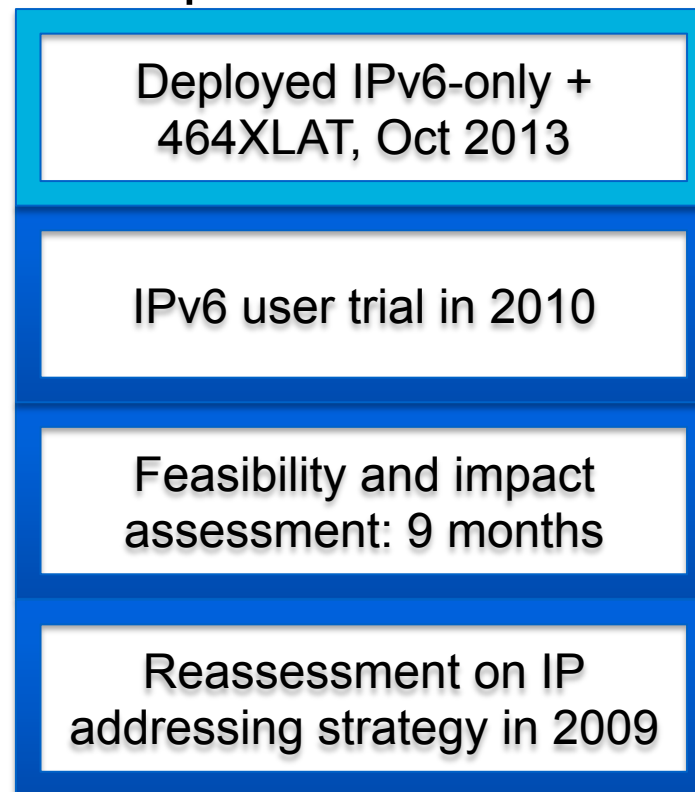 Deployed IPv6-only +
464XLAT, Oct 2013
IPv6 user trial in 2010
Feasibility and impact
assessment: 9 months
Reassessment on IP
addressing strategy in 2009